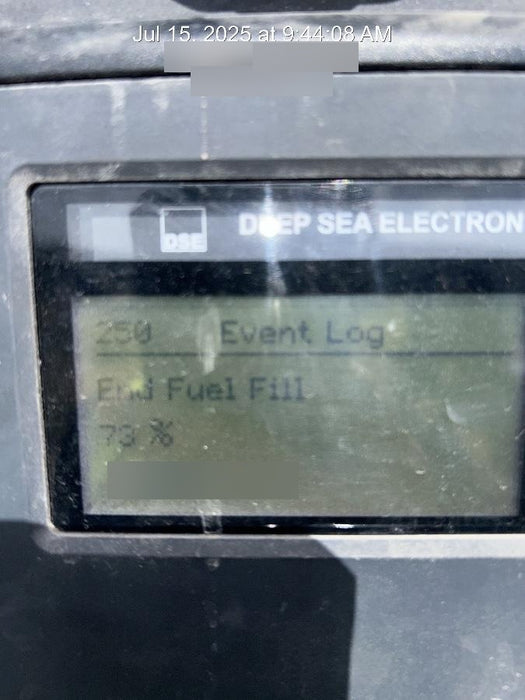 Jul 15, 2025 at 9:44:08 AM
DSE DEEP SEA ELECTRON
250 Event Log
End Fuel Fill
73 %